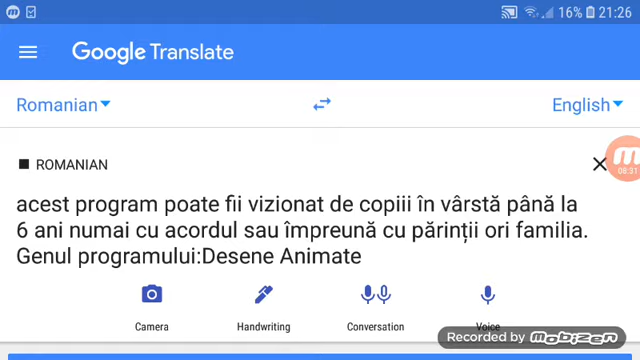 16% 21:26
Google Translate
Romanian English
ROMANIAN
08:31
acest program poate fii vizionat de copiii în vârstă până la
6 ani numai cu acordul sau împreună cu părinții ori familia.
Genul programului:Desene Animate
Camera Handwriting Conversation Voice
Recorded by mobizen